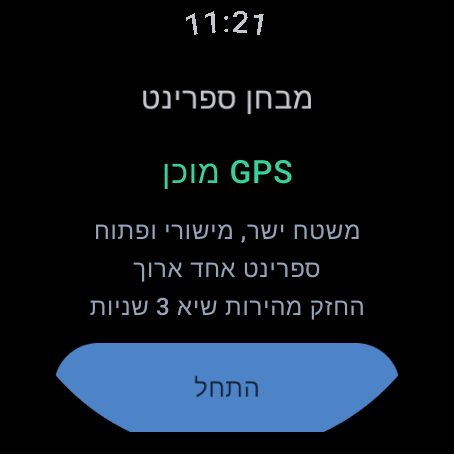 11:21
מבחן ספרינט
GPS מוכן
משטח ישר, מישורי ופתוח
ספרינט אחד ארוך
החזק מהירות שיא 3 שניות
התחל